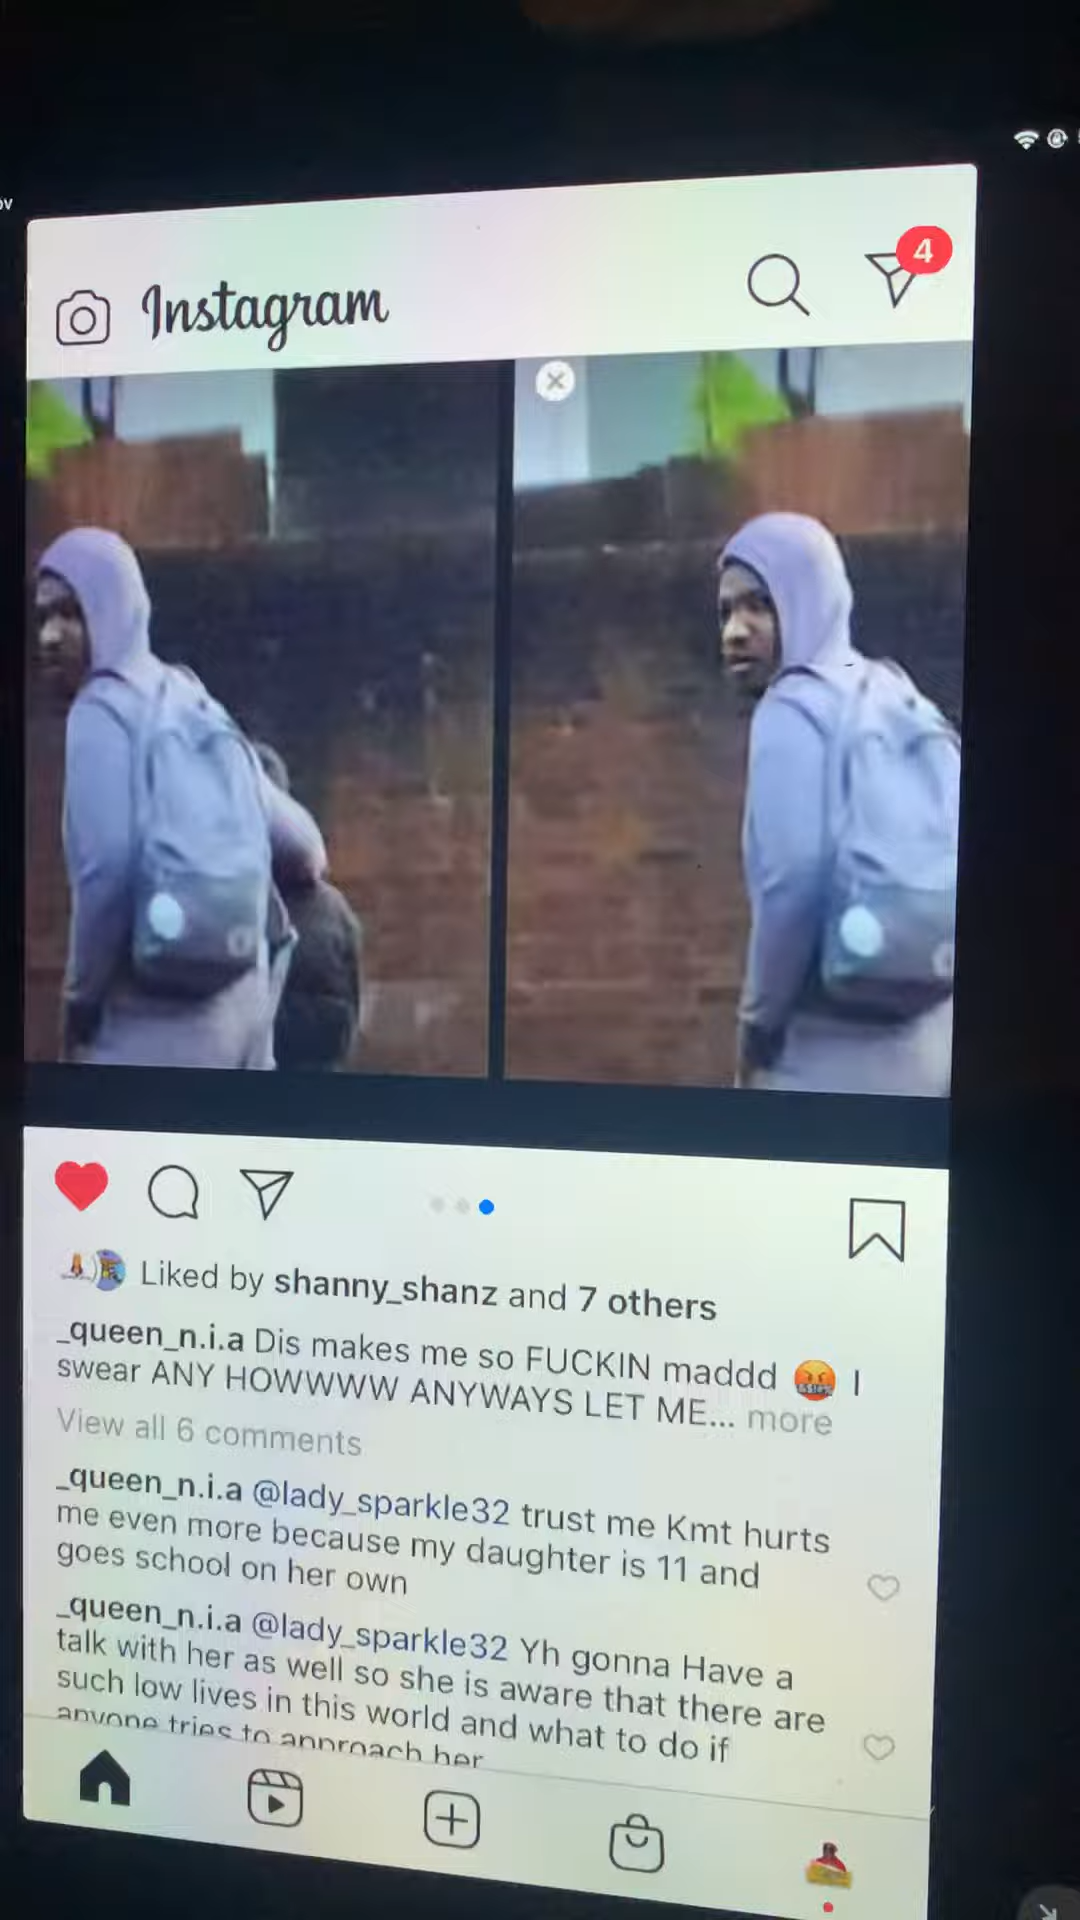 ov
Instagram
4
Liked by shanny_shanz and 7 others
_queen_n.i.a Dis makes me so FUCKIN maddd 🤬 I
swear ANY HOWWWW ANYWAYS LET ME... more
View all 6 comments
_queen_n.i.a @lady_sparkle32 trust me Kmt hurts
me even more because my daughter is 11 and
goes school on her own
_queen_n.i.a @lady_sparkle32 Yh gonna Have a
talk with her as well so she is aware that there are
such low lives in this world and what to do if
anyone tries to approach her